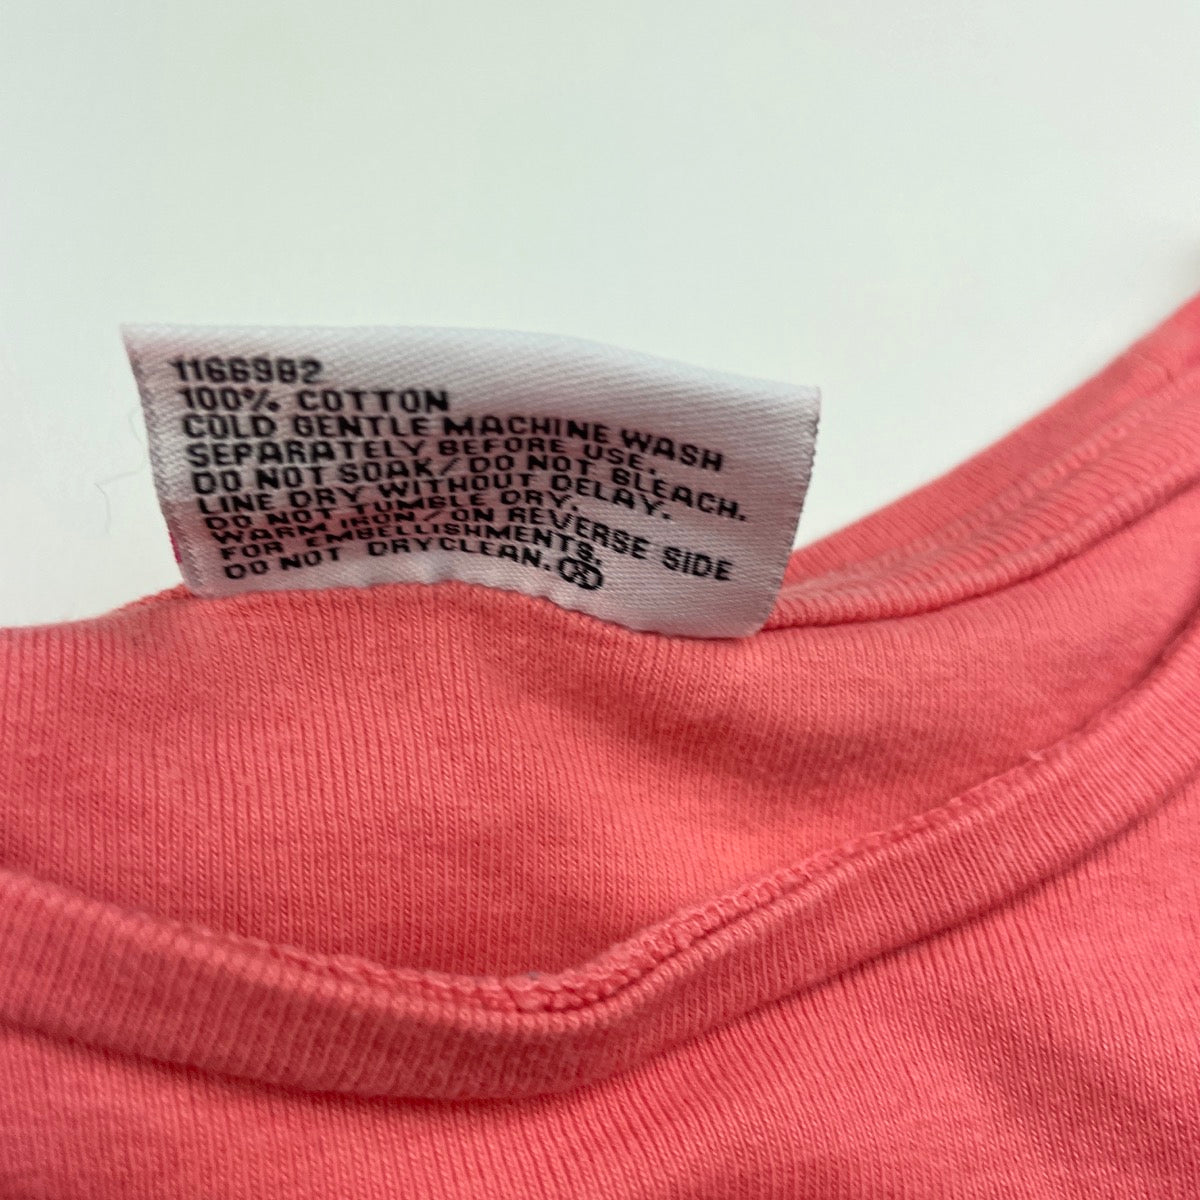 1166982
100% COTTON
COLD GENTLE MACHINE WASH
SEPARATELY BEFORE USE.
DO NOT SOAK/DO NOT BLEACH.
LINE DRY WITHOUT DELAY.
DO NOT TUMBLE DRY.
WARM IRON/ON REVERSE SIDE
FOR EMBELLISHMENTS.
DO NOT DRYCLEAN.